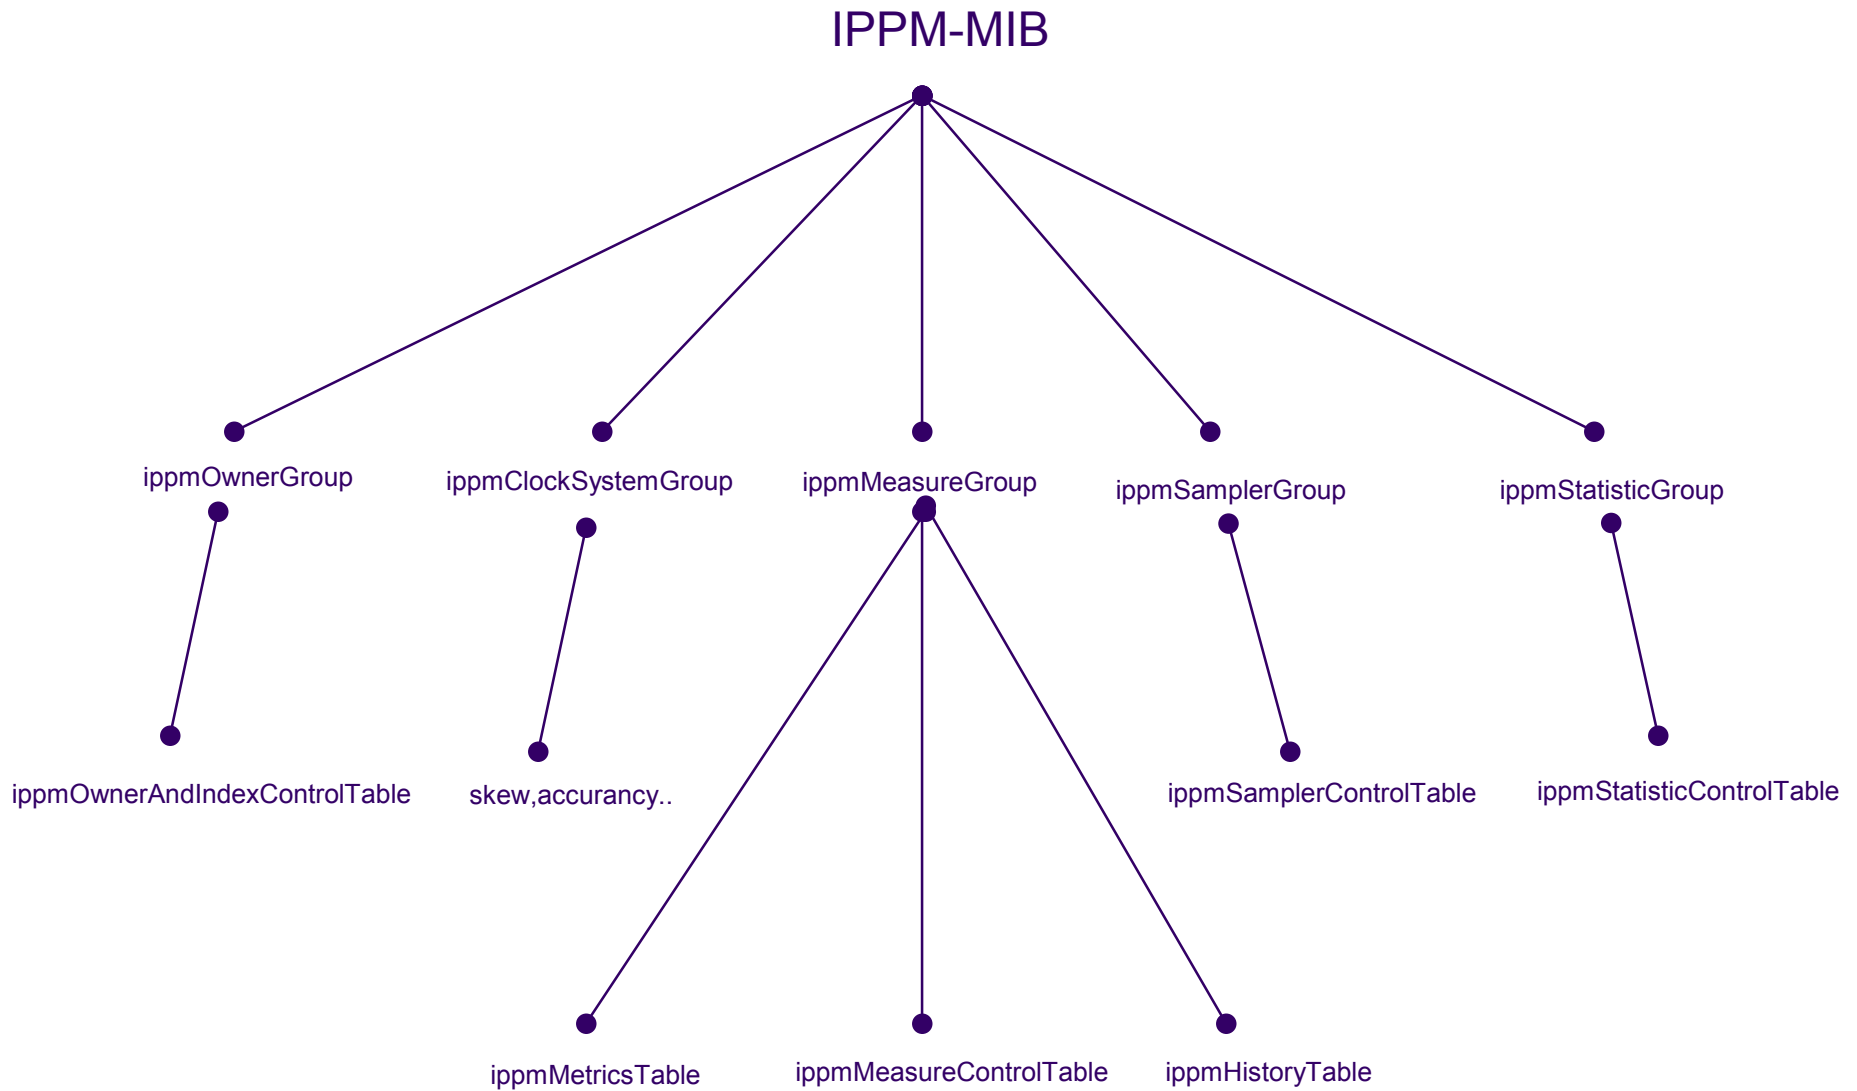 IPPM-MIB
ippmOwnerGroup
ippmClockSystemGroup
ippmMeasureGroup
ippmSamplerGroup
ippmStatisticGroup
ippmOwnerAndIndexControlTable
skew,accurancy..
ippmSamplerControlTable
ippmStatisticControlTable
ippmMetricsTable
ippmMeasureControlTable
ippmHistoryTable